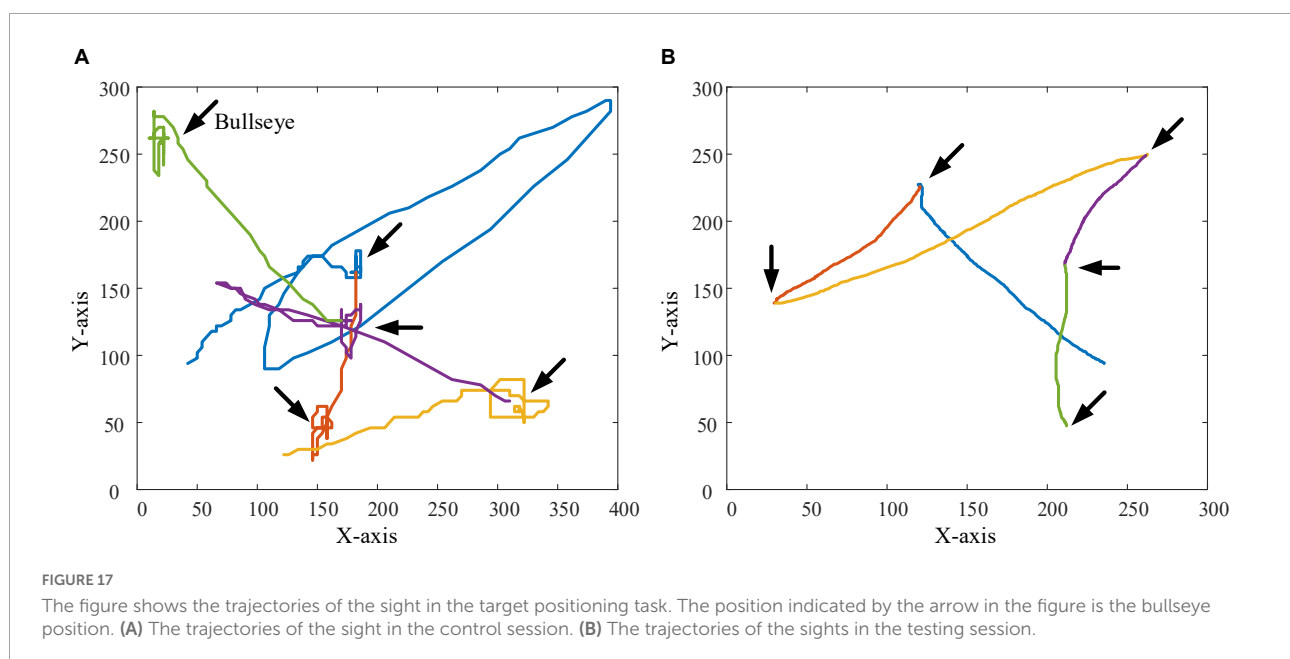 A
B
300
250
200
150
100
50
0
Y-axis
Bullseye
0 50 100 150 200 250 300 350 400
X-axis
300
250
200
150
100
50
0
Y-axis
0 50 100 150 200 250 300
X-axis
FIGURE 17
The figure shows the trajectories of the sight in the target positioning task. The position indicated by the arrow in the figure is the bullseye
position. (A) The trajectories of the sight in the control session. (B) The trajectories of the sights in the testing session.